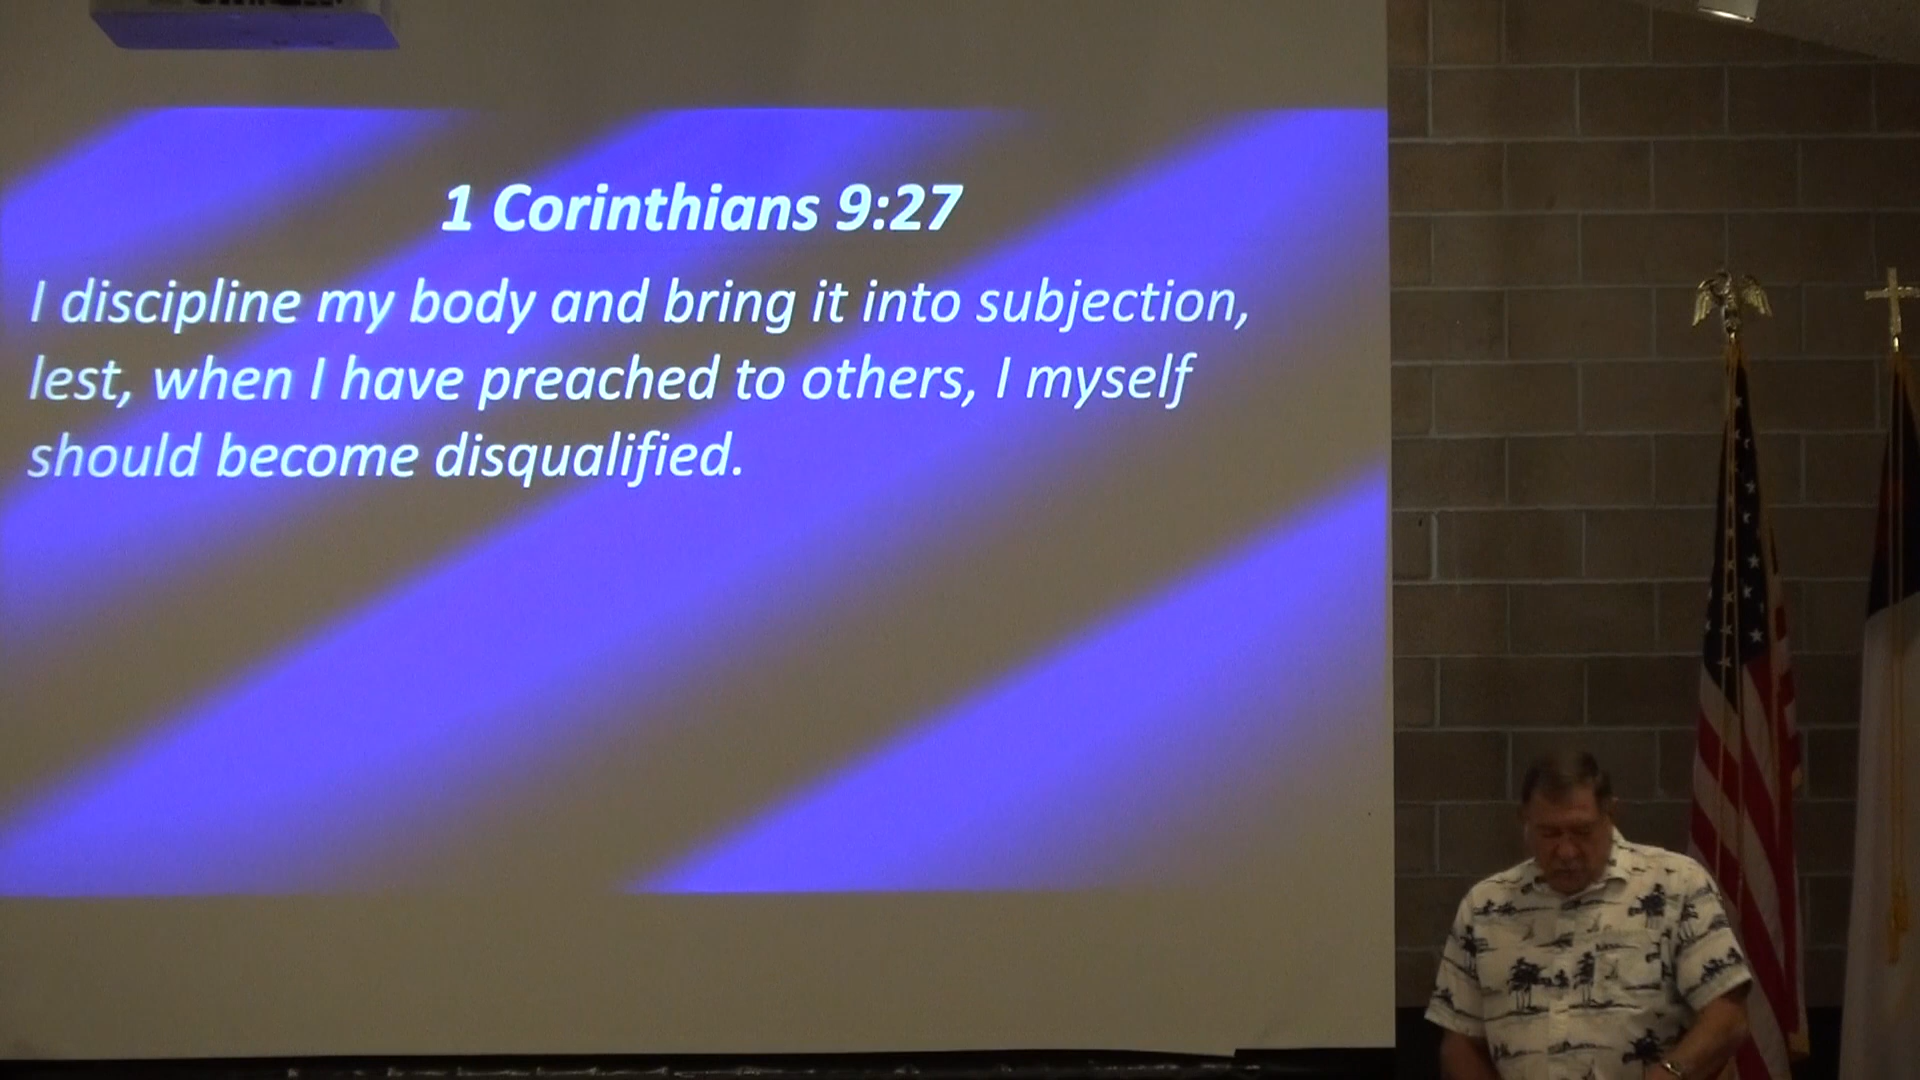 1 Corinthians 9:27
I discipline my body and bring it into subjection,
lest, when I have preached to others, I myself
should become disqualified.